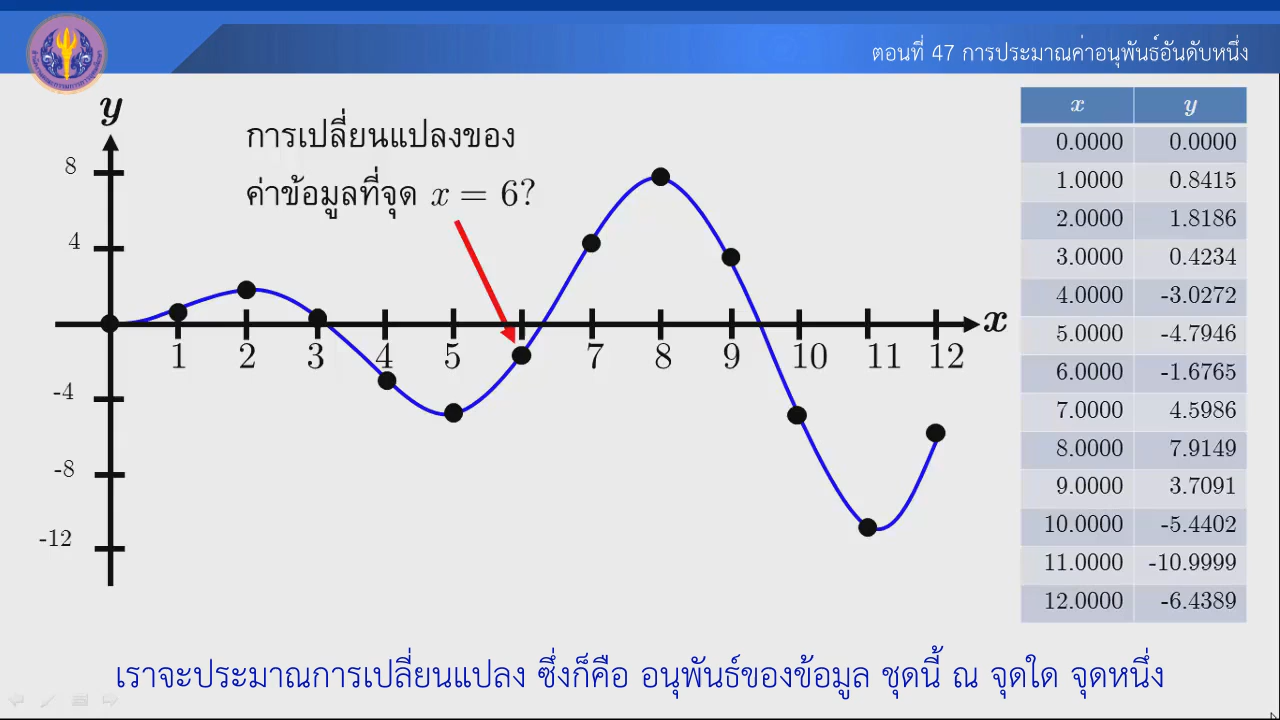 ตอนที่ 47 การประมาณค่าอนุพันธ์อันดับหนึ่ง
y
การเปลี่ยนแปลงของ
ค่าข้อมูลที่จุด x = 6?
8
4
-4
-8
-12
1 2 3 4 5 7 8 9 10 11 12
x
x y
0.0000 0.0000
1.0000 0.8415
2.0000 1.8186
3.0000 0.4234
4.0000 -3.0272
5.0000 -4.7946
6.0000 -1.6765
7.0000 4.5986
8.0000 7.9149
9.0000 3.7091
10.0000 -5.4402
11.0000 -10.9999
12.0000 -6.4389
เราจะประมาณการเปลี่ยนแปลง ซึ่งก็คือ อนุพันธ์ของข้อมูล ชุดนี้ ณ จุดใด จุดหนึ่ง